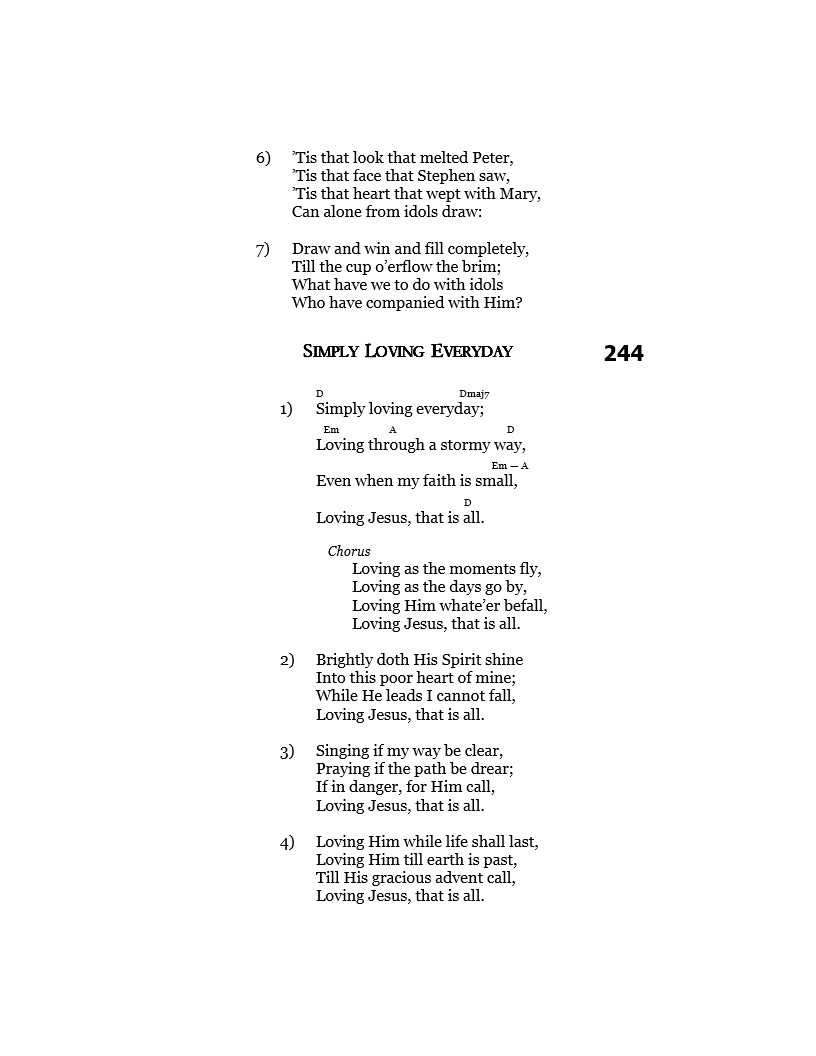 6) ’Tis that look that melted Peter,
’Tis that face that Stephen saw,
’Tis that heart that wept with Mary,
Can alone from idols draw:
7) Draw and win and fill completely,
Till the cup o’erflow the brim;
What have we to do with idols
Who have companied with Him?
SIMPLY LOVING EVERYDAY 244
D Dmaj7
1) Simply loving everyday;
Em A D
Loving through a stormy way,
Em — A
Even when my faith is small,
D
Loving Jesus, that is all.
Chorus
Loving as the moments fly,
Loving as the days go by,
Loving Him whate’er befall,
Loving Jesus, that is all.
2) Brightly doth His Spirit shine
Into this poor heart of mine;
While He leads I cannot fall,
Loving Jesus, that is all.
3) Singing if my way be clear,
Praying if the path be drear;
If in danger, for Him call,
Loving Jesus, that is all.
4) Loving Him while life shall last,
Loving Him till earth is past,
Till His gracious advent call,
Loving Jesus, that is all.